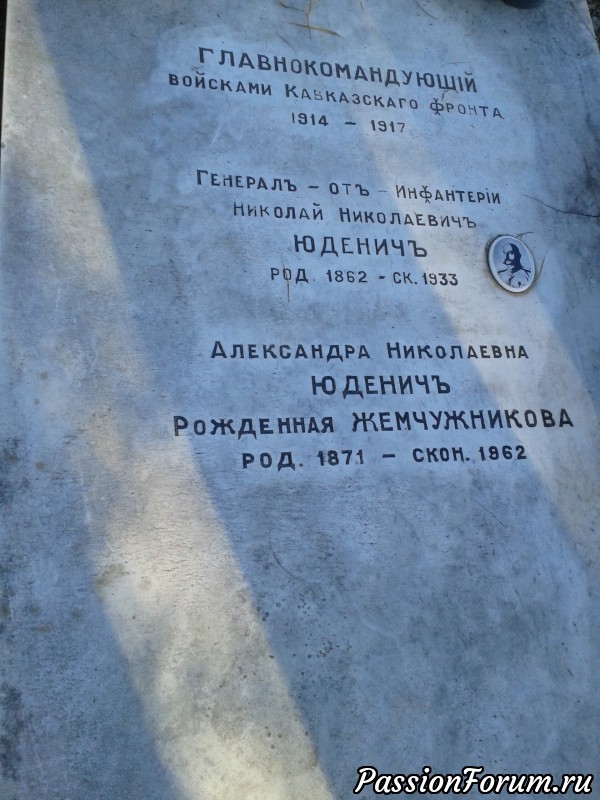 ГЛАВНОКОМАНДУЮЩІЙ
ВОЙСКАМИ КАВКАЗСКАГО ФРОНТА
1914 – 1917
ГЕНЕРАЛЪ – ОТЪ – ИНФАНТЕРІИ
НИКОЛАЙ НИКОЛАЕВИЧЪ
ЮДЕНИЧЪ
РОД. 1862 – СК. 1933
АЛЕКСАНДРА НИКОЛАЕВНА
ЮДЕНИЧЪ
РОЖДЕННАЯ ЖЕМЧУЖНИКОВА
РОД. 1871 – СКОН. 1962
PassionForum.ru